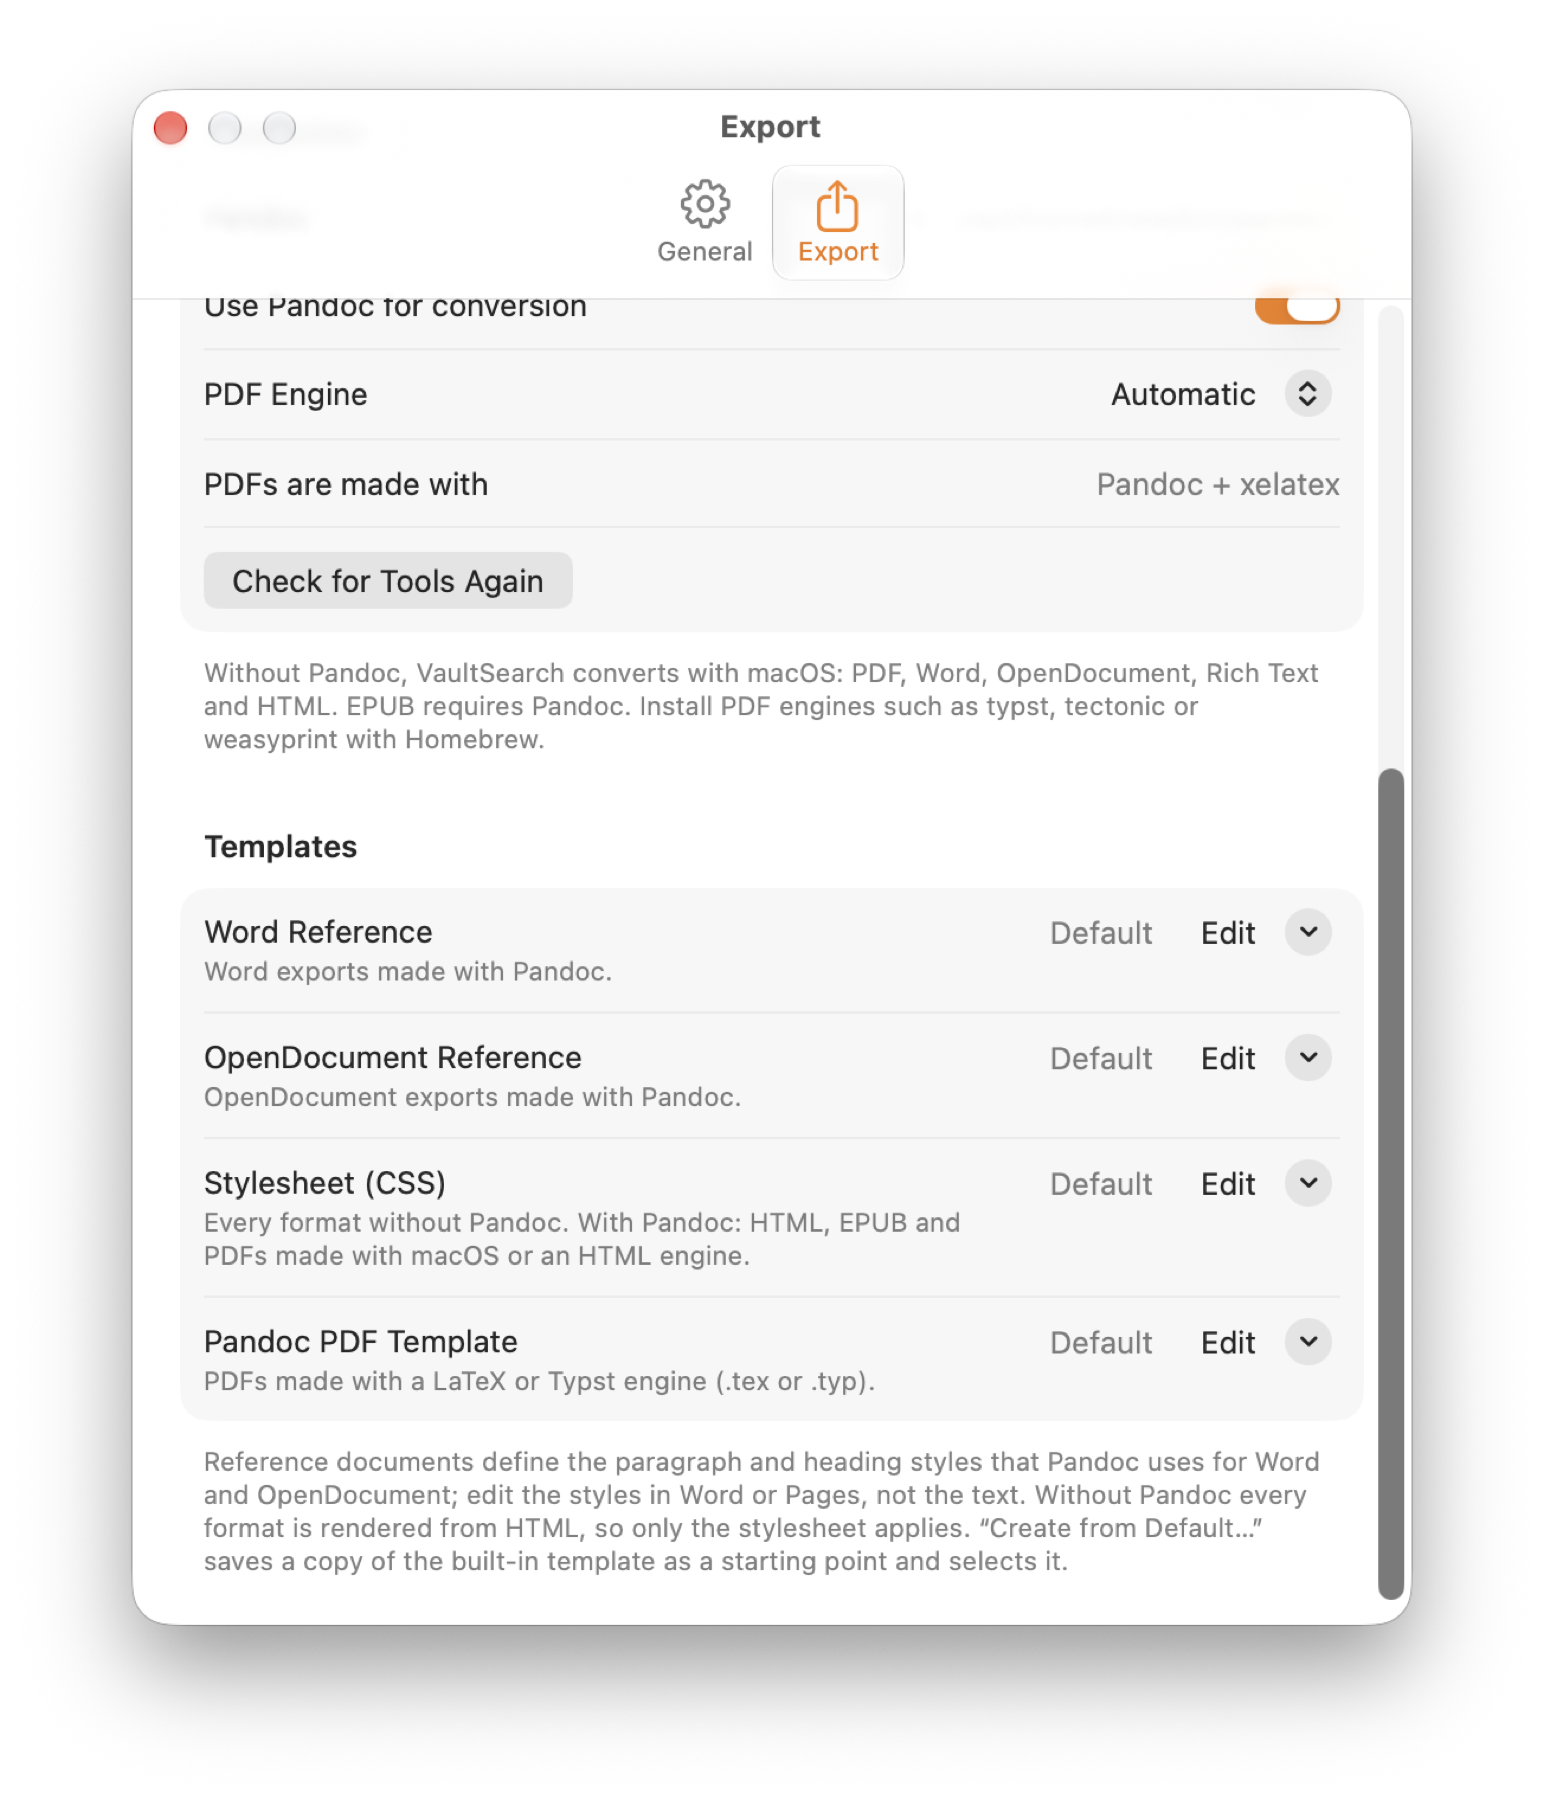 Export
General
Export
Use Pandoc for conversion
PDF Engine
Automatic
PDFs are made with
Pandoc + xelatex
Check for Tools Again
Without Pandoc, VaultSearch converts with macOS: PDF, Word, OpenDocument, Rich Text
and HTML. EPUB requires Pandoc. Install PDF engines such as typst, tectonic or
weasyprint with Homebrew.
Templates
Word Reference
Default
Edit
Word exports made with Pandoc.
OpenDocument Reference
Default
Edit
OpenDocument exports made with Pandoc.
Stylesheet (CSS)
Default
Edit
Every format without Pandoc. With Pandoc: HTML, EPUB and
PDFs made with macOS or an HTML engine.
Pandoc PDF Template
Default
Edit
PDFs made with a LaTeX or Typst engine (.tex or .typ).
Reference documents define the paragraph and heading styles that Pandoc uses for Word
and OpenDocument; edit the styles in Word or Pages, not the text. Without Pandoc every
format is rendered from HTML, so only the stylesheet applies. “Create from Default…”
saves a copy of the built-in template as a starting point and selects it.